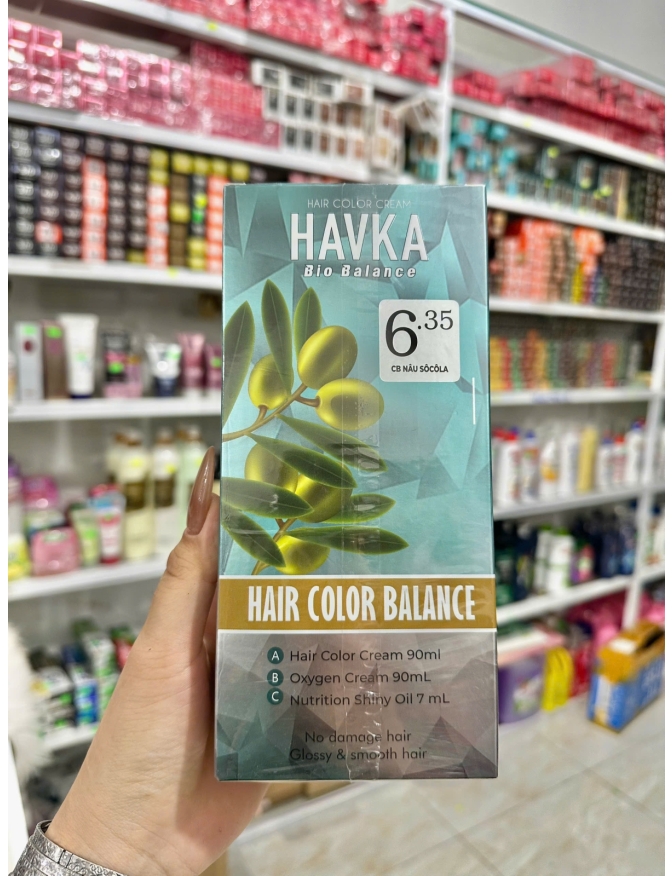 HAIR COLOR CREAM
HAVKA
Bio Balance
6.35
CB NÂU SÔCÔLA
HAIR COLOR BALANCE
A Hair Color Cream 90ml
B Oxygen Cream 90mL
C Nutrition Shiny Oil 7 mL
No damage hair
Glossy & smooth hair